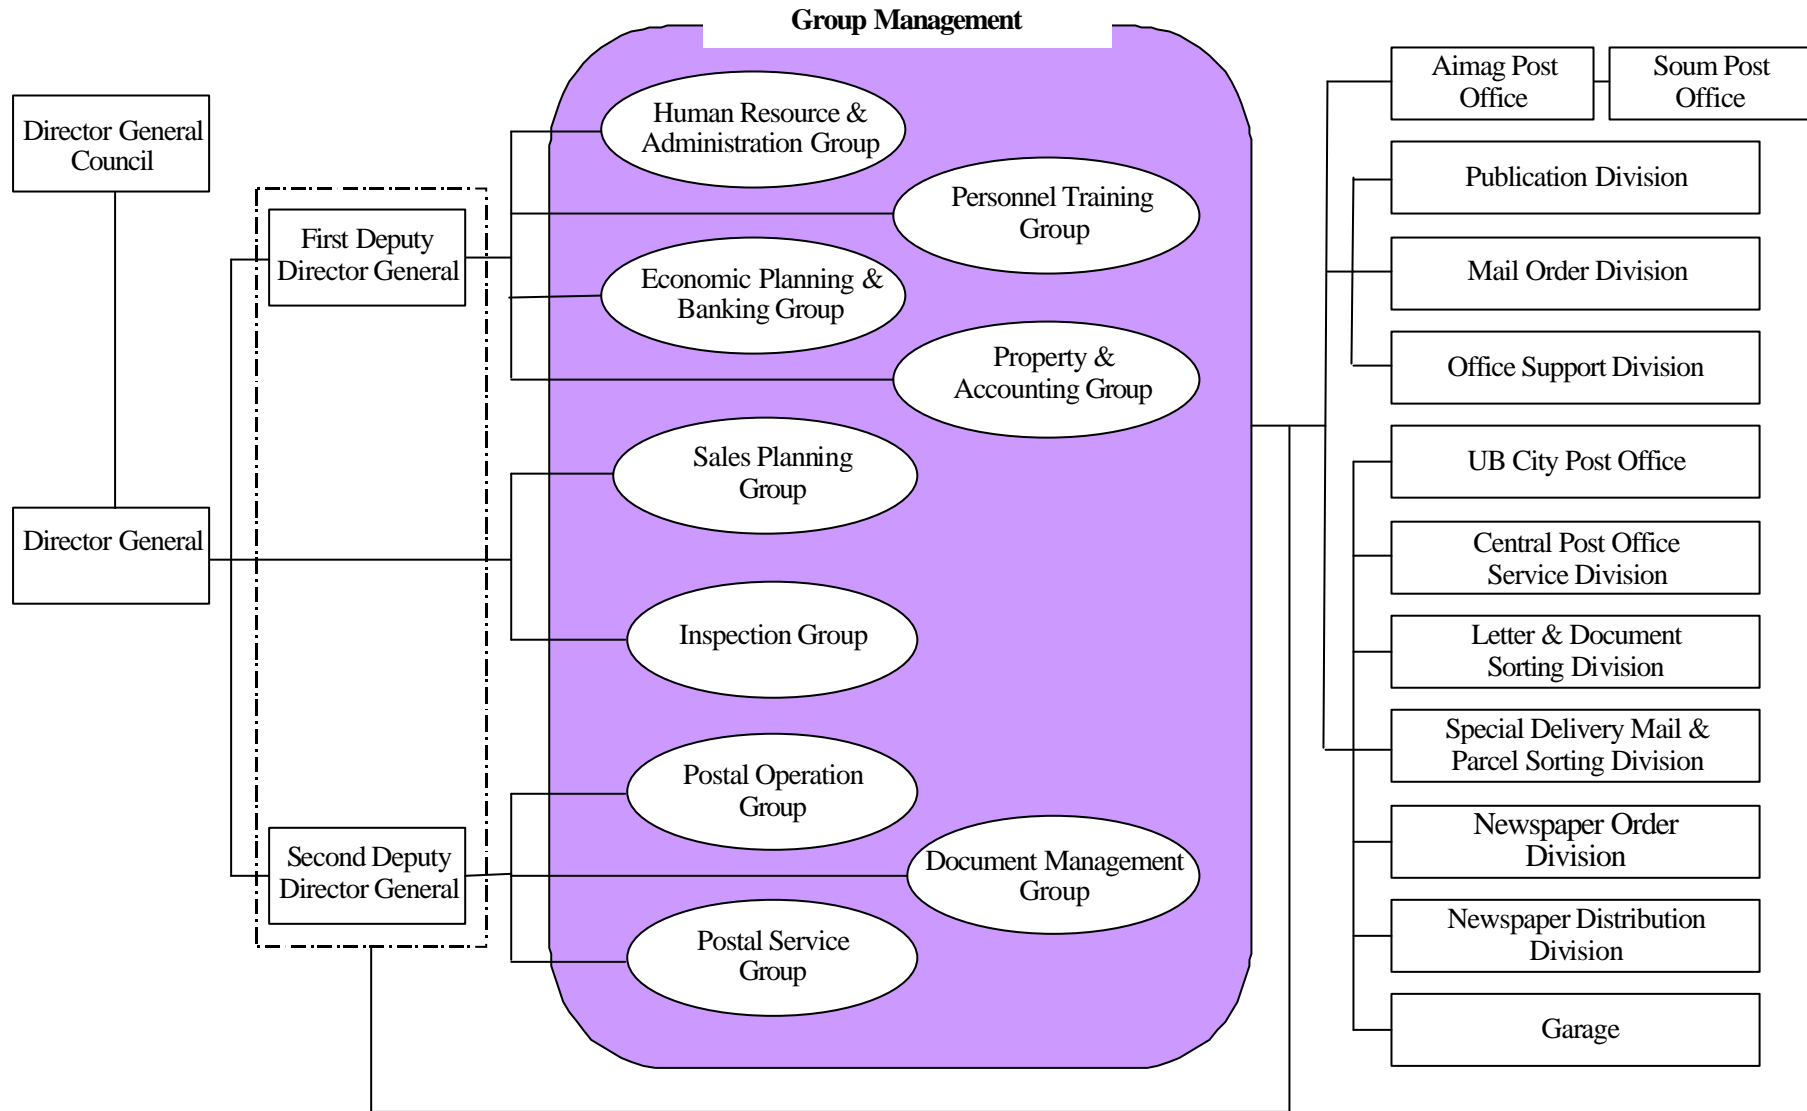 Group Management
Director General
Council
Director General
First Deputy
Director General
Second Deputy
Director General
Human Resource &
Administration Group
Personnel Training
Group
Economic Planning &
Banking Group
Property &
Accounting Group
Sales Planning
Group
Inspection Group
Postal Operation
Group
Document Management
Group
Postal Service
Group
Aimag Post
Office
Soum Post
Office
Publication Division
Mail Order Division
Office Support Division
UB City Post Office
Central Post Office
Service Division
Letter & Document
Sorting Division
Special Delivery Mail &
Parcel Sorting Division
Newspaper Order
Division
Newspaper Distribution
Division
Garage